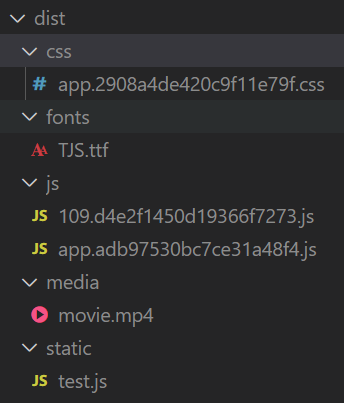 dist
css
# app.2908a4de420c9f11e79f.css
fonts
AA TJS.ttf
js
JS 109.d4e2f1450d19366f7273.js
JS app.adb97530bc7ce31a48f4.js
media
movie.mp4
static
JS test.js